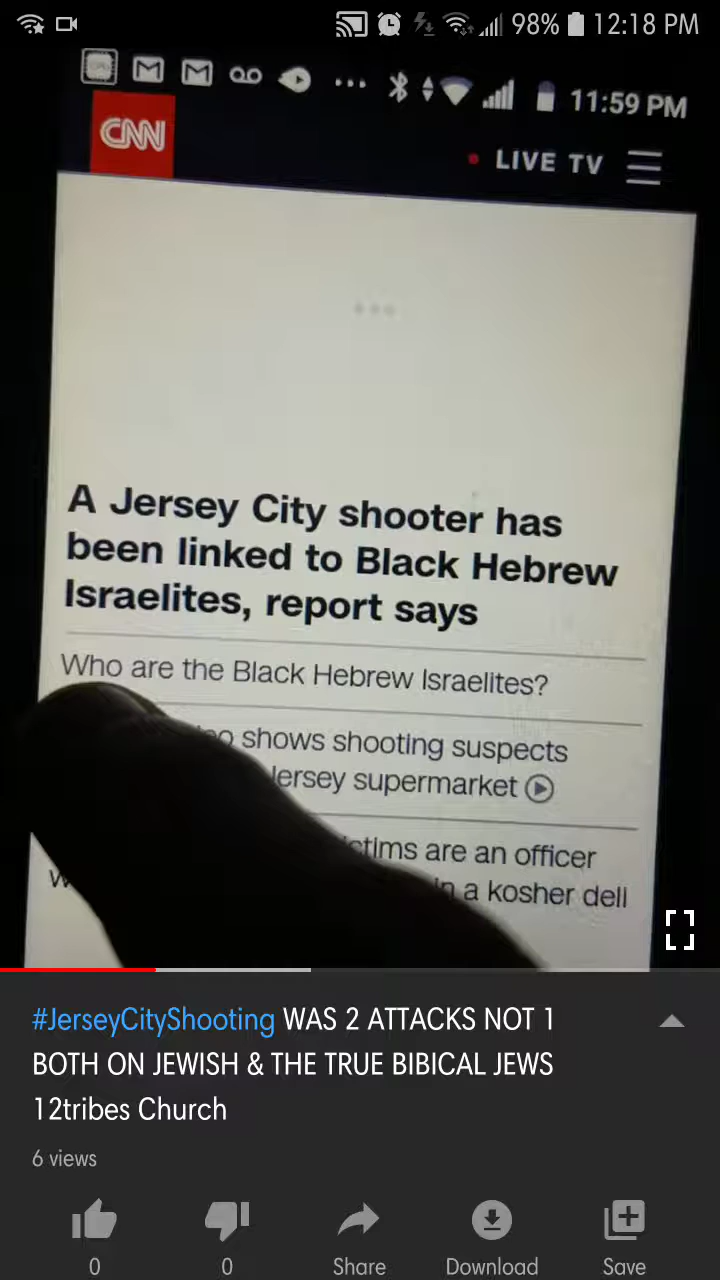 98% 12:18 PM
11:59 PM
CNN
LIVE TV
A Jersey City shooter has
been linked to Black Hebrew
Israelites, report says
Who are the Black Hebrew Israelites?
shows shooting suspects
Jersey supermarket
are an officer
in a kosher deli
#JerseyCityShooting WAS 2 ATTACKS NOT 1
BOTH ON JEWISH & THE TRUE BIBICAL JEWS
12tribes Church
6 views
0 0 Share Download Save